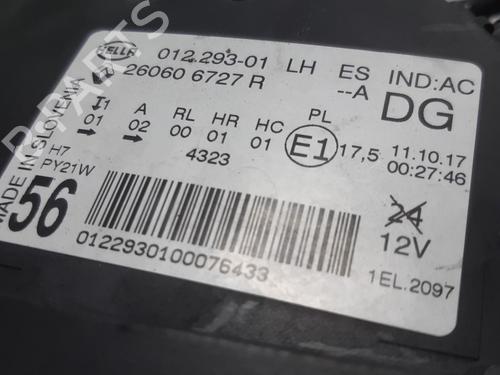 HELLA 012.293-01 LH ES IND:AC
26060 6727 R --A DG
I1 A RL HR HC PL
01 02 00 01 01 E1 17,5 11.10.17
4323 00:27:46
H7
PY21W
MADE IN SLOVENIA
56
24
12V
0122930100076433
1EL.2097